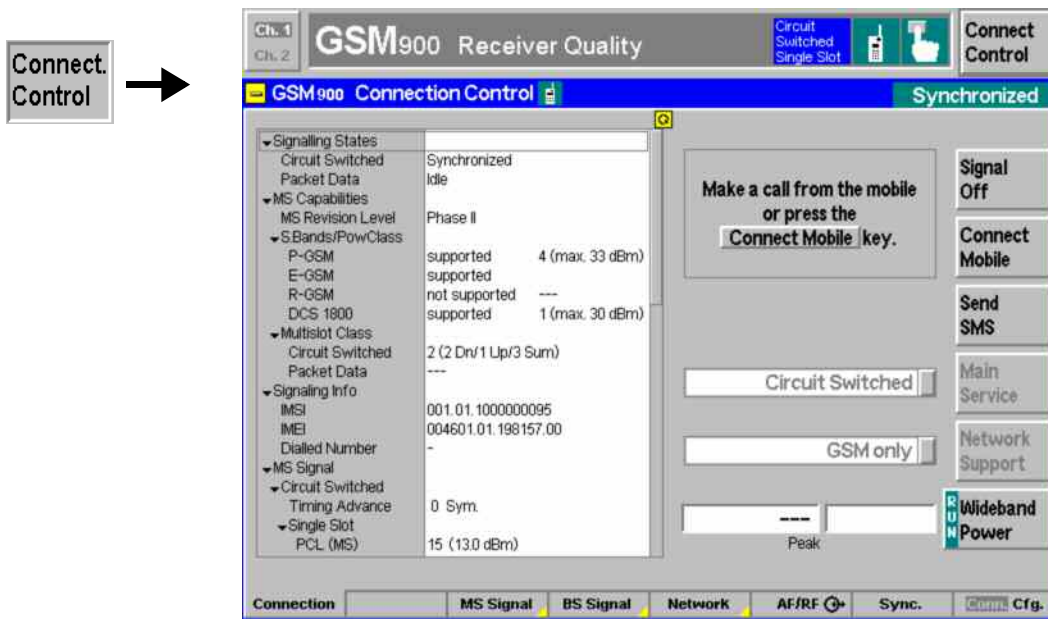 Connect.
Control
Ch. 1
Ch. 2
GSM900 Receiver Quality
Circuit
Switched
Single Slot
Connect
Control
GSM900 Connection Control
Synchronized
Signalling States
Circuit Switched Synchronized
Packet Data Idle
MS Capabilities
MS Revision Level Phase II
S.Bands/PowClass
P-GSM supported 4 (max. 33 dBm)
E-GSM supported
R-GSM not supported ---
DCS 1800 supported 1 (max. 30 dBm)
Multislot Class
Circuit Switched 2 (2 Dn/1 Up/3 Sum)
Packet Data ---
Signaling Info
IMSI 001.01.1000000095
IMEI 004601.01.198157.00
Dialled Number -
MS Signal
Circuit Switched
Timing Advance 0 Sym.
Single Slot
PCL (MS) 15 (13.0 dBm)
Make a call from the mobile
or press the
Connect Mobile key.
Circuit Switched
GSM only
---
Peak
Signal
Off
Connect
Mobile
Send
SMS
Main
Service
Network
Support
RUN
Wideband
Power
Connection MS Signal BS Signal Network AF/RF Sync. Conn. Cfg.